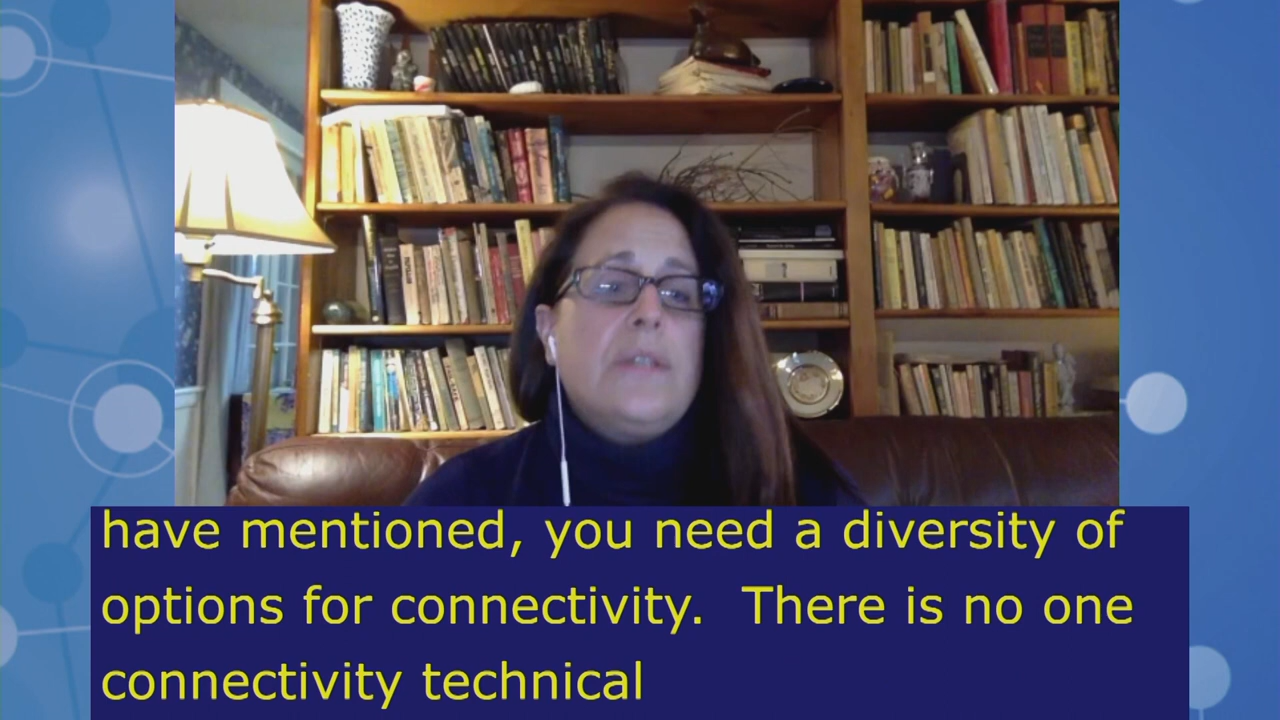 have mentioned, you need a diversity of
options for connectivity.  There is no one
connectivity technical